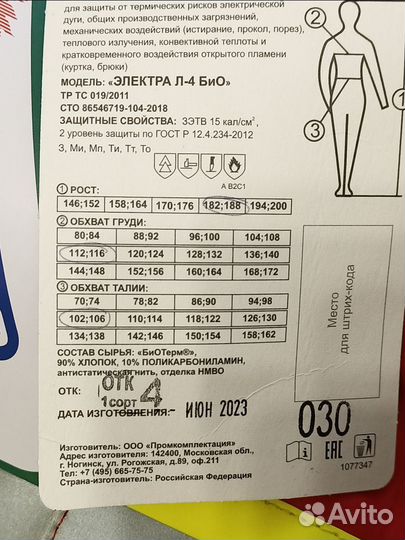 для защиты от термических рисков электрической
дуги, общих производственных загрязнений,
механических воздействий (истирание, прокол, порез),
теплового излучения, конвективной теплоты и
кратковременного воздействия открытого пламени
(куртка, брюки)
МОДЕЛЬ: «ЭЛЕКТРА Л-4 БиО»
ТР ТС 019/2011
СТО 86546719-104-2018
ЗАЩИТНЫЕ СВОЙСТВА: 3ЭТВ 15 кал/см²,
2 уровень защиты по ГОСТ Р 12.4.234-2012
З, Ми, Мп, Ти, Тт, То
A B2C1
2
1
3
1 РОСТ:
146;152 158;164 170;176 182;188 194;200
2 ОБХВАТ ГРУДИ:
80;84 88;92 96;100 104;108
112;116 120;124 128;132 136;140
144;148 152;156 160;164 168;172
3 ОБХВАТ ТАЛИИ:
70;74 78;82 86;90 94;98
102;106 110;114 118;122 126;130
134;138 142;146 150;154 158;162
Место
для штрих-кода
СОСТАВ СЫРЬЯ: «БиОТерм®»,
90% ХЛОПОК, 10% ПОЛИКАРБОНИЛАМИН,
антистатическая нить, отделка НМВО
ОТК:
ОТК 4
1 сорт
ДАТА ИЗГОТОВЛЕНИЯ:- ИЮН 2023
030
EAC
1077347
Изготовитель: ООО «Промкомплектация»
Адрес изготовителя: 142400, Московская обл.,
г. Ногинск, ул. Рогожская, д.89, оф.211
Тел: +7 (495) 665-75-75
Страна-изготовитель: Российская Федерация
Avito